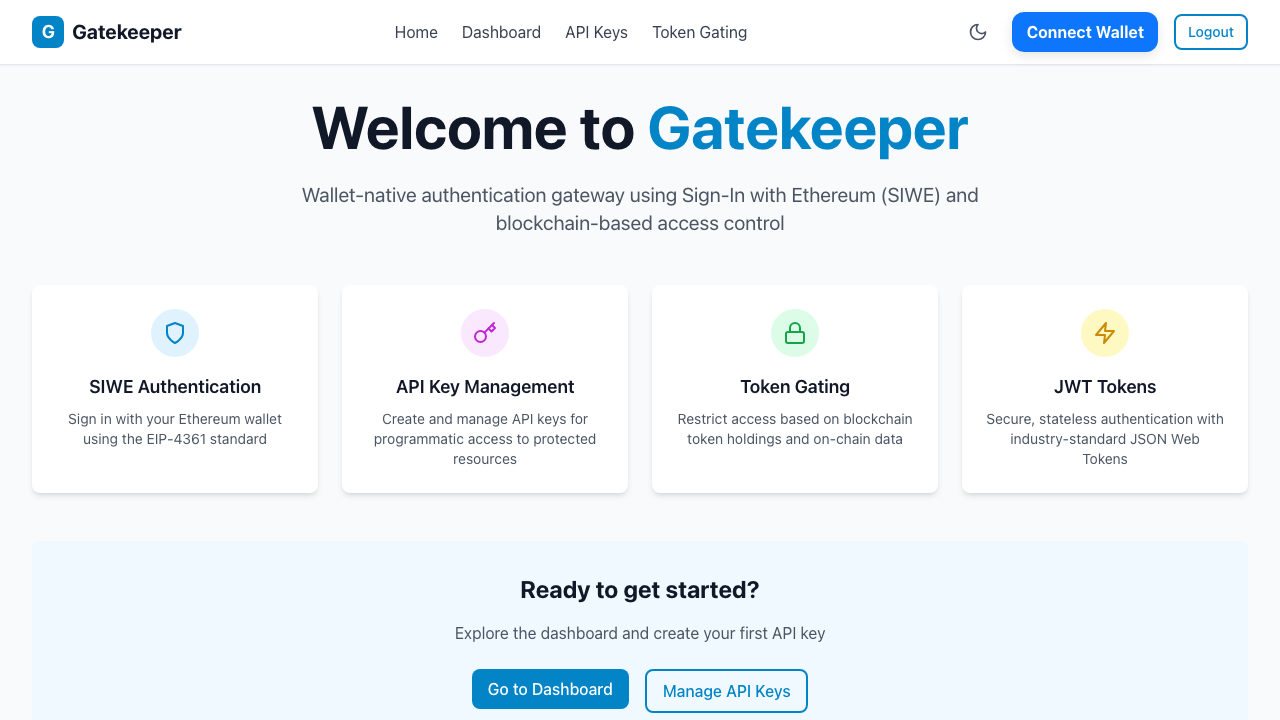 G Gatekeeper
Home
Dashboard
API Keys
Token Gating
Connect Wallet
Logout
Welcome to Gatekeeper
Wallet-native authentication gateway using Sign-In with Ethereum (SIWE) and
blockchain-based access control
SIWE Authentication
Sign in with your Ethereum wallet
using the EIP-4361 standard
API Key Management
Create and manage API keys for
programmatic access to protected
resources
Token Gating
Restrict access based on blockchain
token holdings and on-chain data
JWT Tokens
Secure, stateless authentication with
industry-standard JSON Web
Tokens
Ready to get started?
Explore the dashboard and create your first API key
Go to Dashboard
Manage API Keys